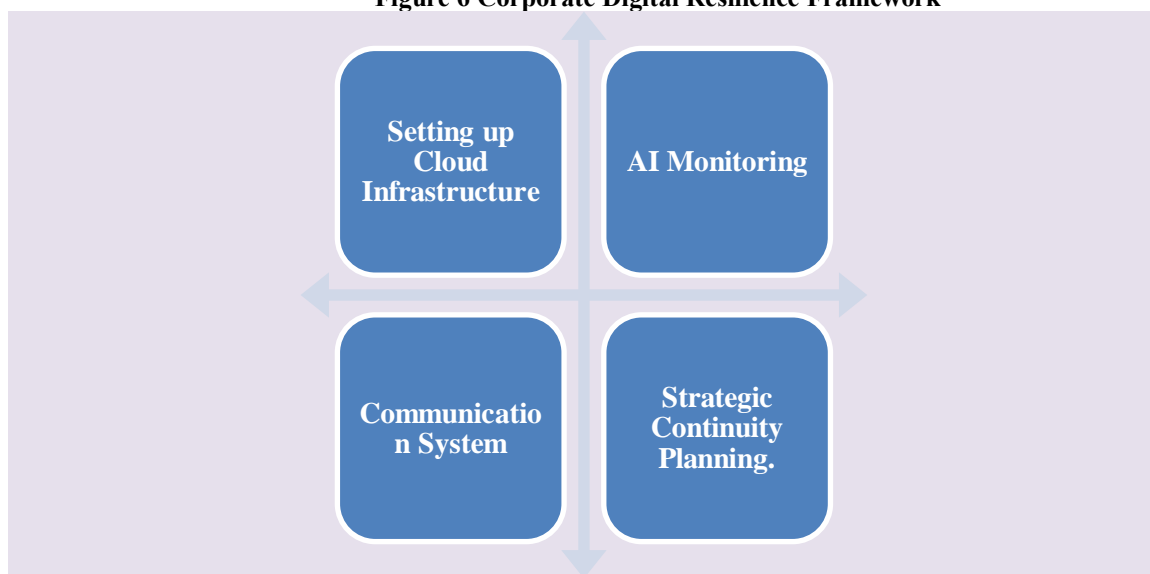 Figure 6 Corporate Digital Resilience Framework
Setting up
Cloud
Infrastructure
AI Monitoring
Communicatio
n System
Strategic
Continuity
Planning.